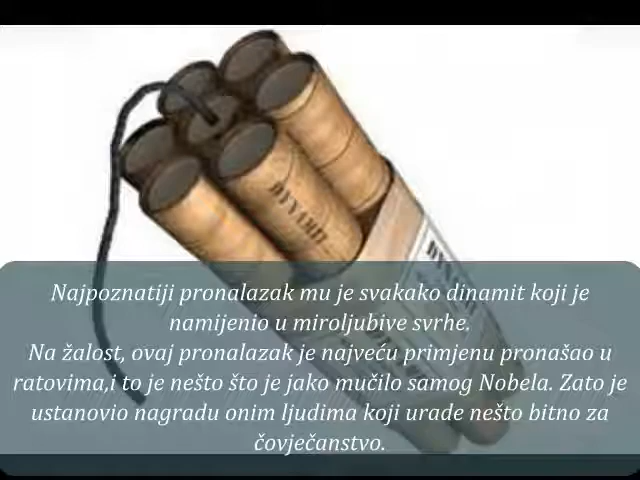 DYNAMIT
Najpoznatiji pronalazak mu je svakako dinamit koji je
namijenio u miroljubive svrhe.
Na žalost, ovaj pronalazak je najveću primjenu pronašao u
ratovima,i to je nešto što je jako mučilo samog Nobela. Zato je
ustanovio nagradu onim ljudima koji urade nešto bitno za
čovječanstvo.